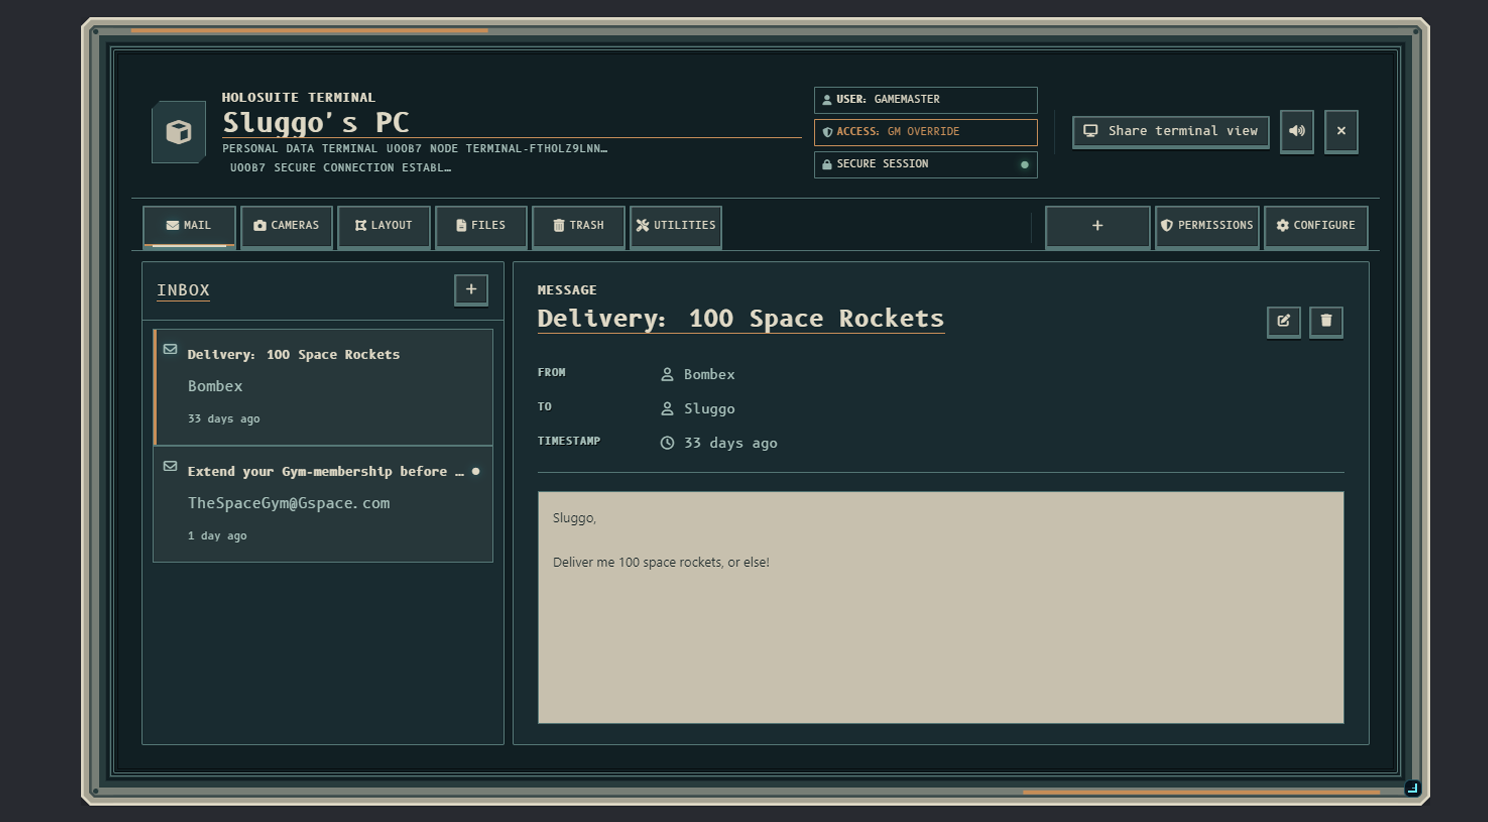 HOLOSUITE TERMINAL
Sluggo's PC
PERSONAL DATA TERMINAL U00B7 NODE TERMINAL-FTHOLZ9LNN…
U00B7 SECURE CONNECTION ESTABL…
USER: GAMEMASTER
ACCESS: GM OVERRIDE
SECURE SESSION
Share terminal view
MAIL
CAMERAS
LAYOUT
FILES
TRASH
UTILITIES
+
PERMISSIONS
CONFIGURE
INBOX
+
Delivery: 100 Space Rockets
Bombex
33 days ago
Extend your Gym-membership before …
TheSpaceGym@Gspace.com
1 day ago
MESSAGE
Delivery: 100 Space Rockets
FROM Bombex
TO Sluggo
TIMESTAMP 33 days ago
Sluggo,
Deliver me 100 space rockets, or else!